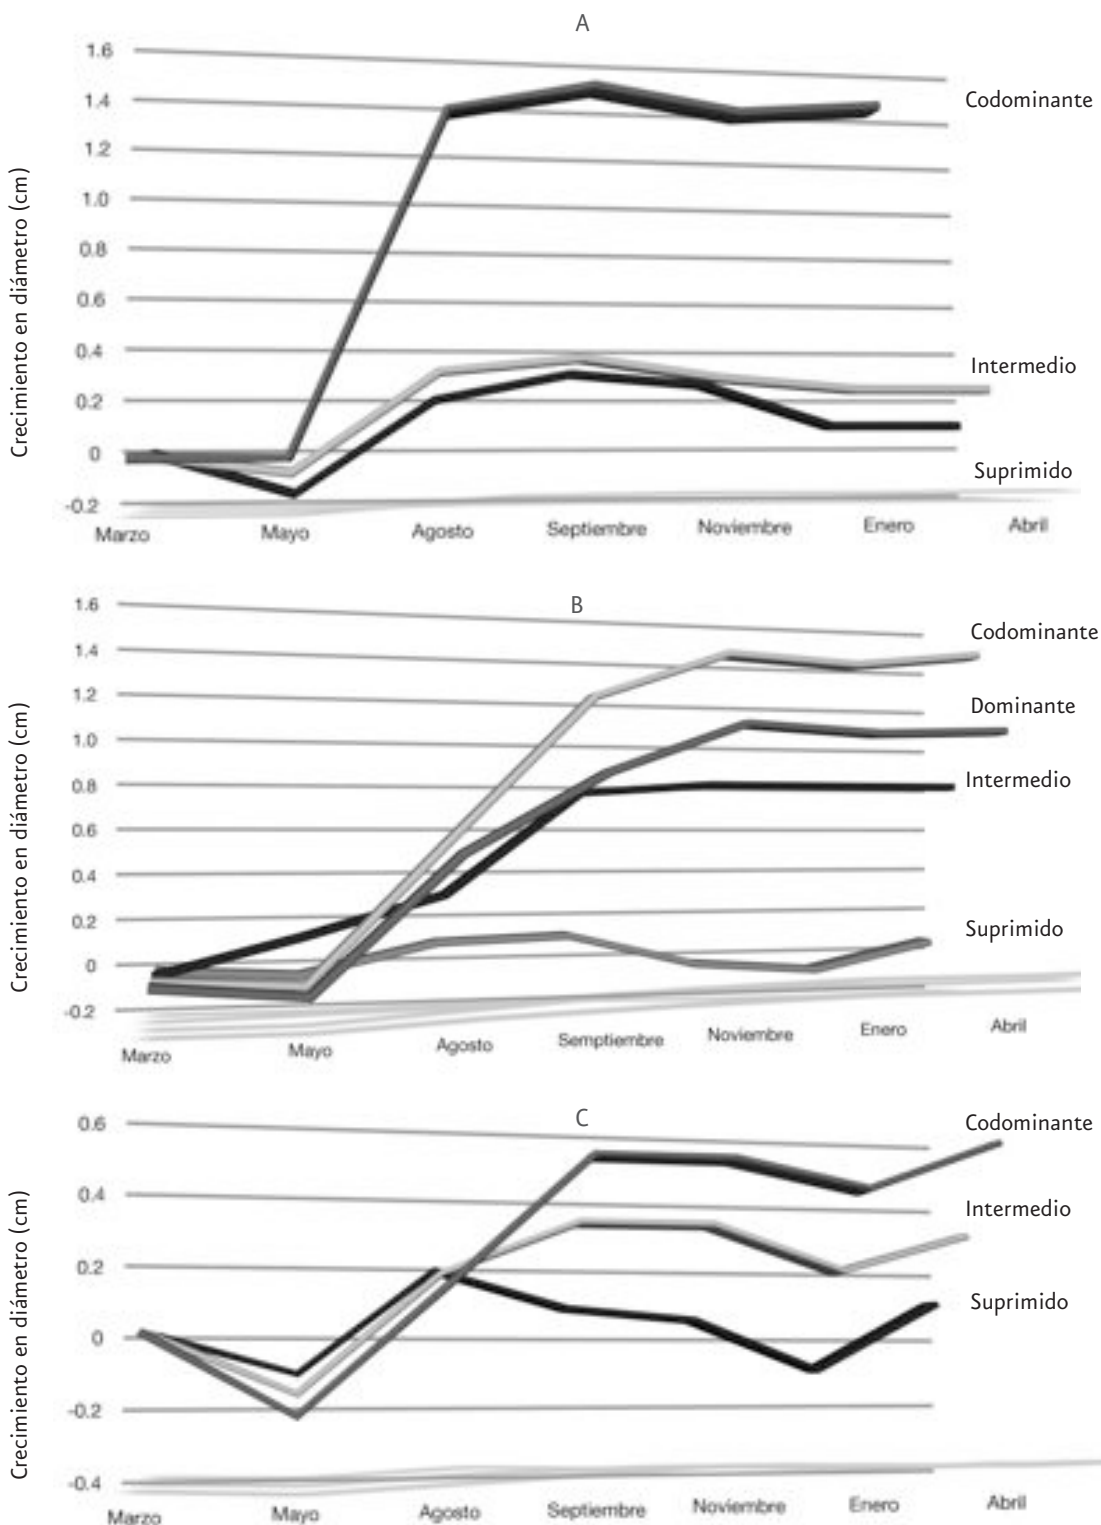 A
1.6
1.4
1.2
1.0
0.8
0.6
0.4
0.2
0
-0.2
Crecimiento en diámetro (cm)
Codominante
Intermedio
Suprimido
Marzo Mayo Agosto Septiembre Noviembre Enero Abril
B
1.6
1.4
1.2
1.0
0.8
0.6
0.4
0.2
0
-0.2
Crecimiento en diámetro (cm)
Codominante
Dominante
Intermedio
Suprimido
Marzo Mayo Agosto Semptiembre Noviembre Enero Abril
C
0.6
0.4
0.2
0
-0.2
-0.4
Crecimiento en diámetro (cm)
Codominante
Intermedio
Suprimido
Marzo Mayo Agosto Septiembre Noviembre Enero Abril